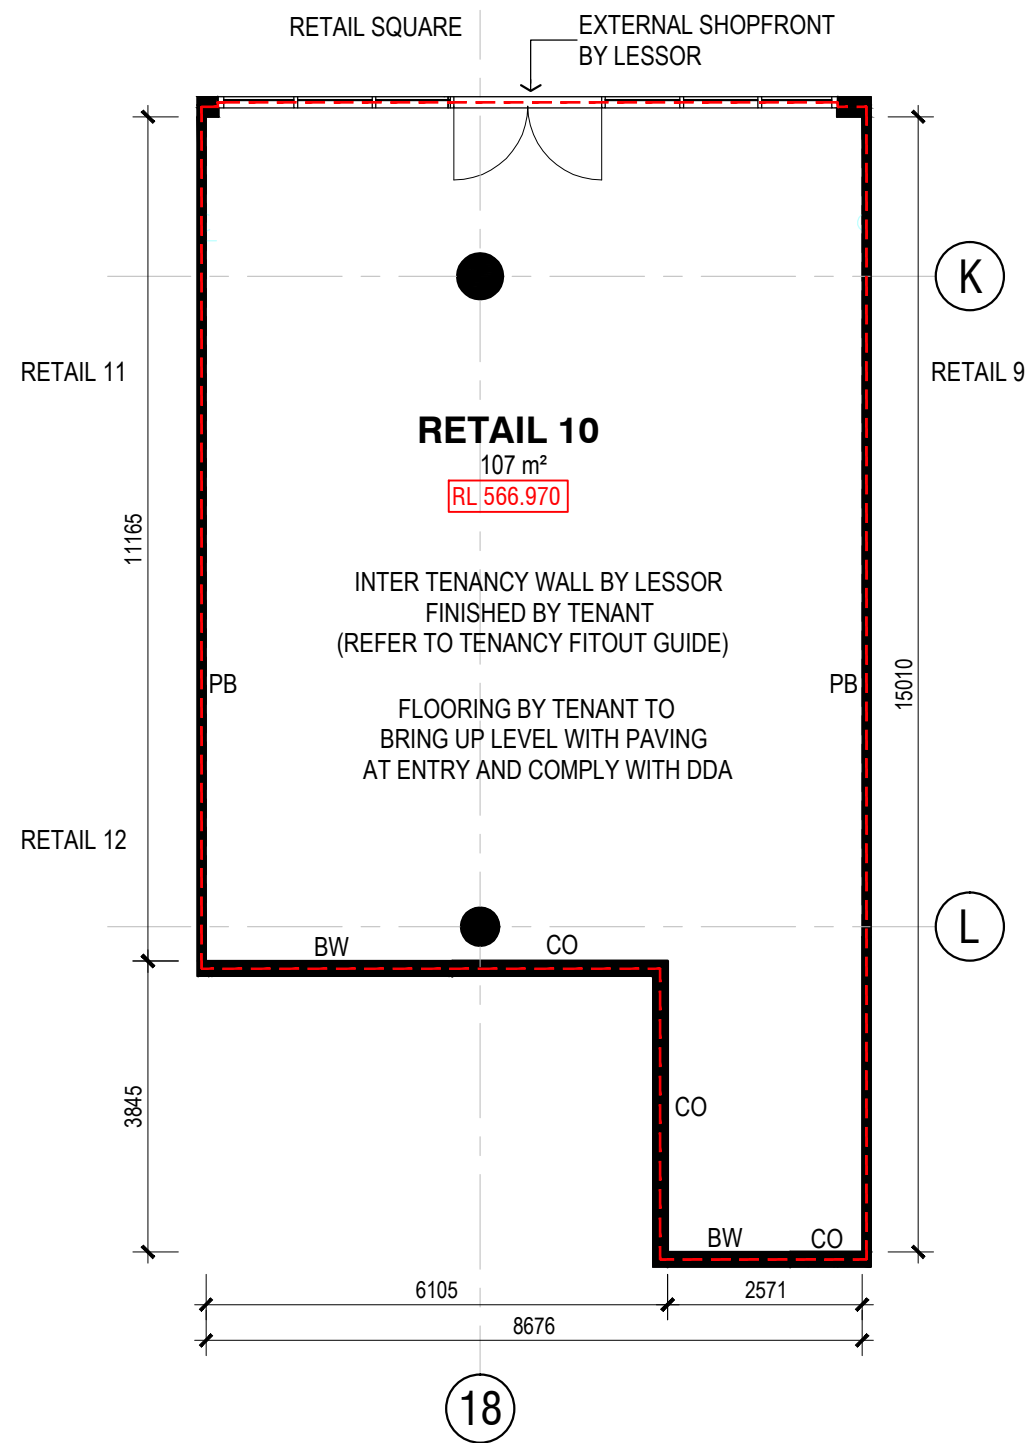 RETAIL SQUARE
EXTERNAL SHOPFRONT
BY LESSOR
K
RETAIL 11
RETAIL 9
RETAIL 10
107 m²
RL 566.970
11165
INTER TENANCY WALL BY LESSOR
FINISHED BY TENANT
(REFER TO TENANCY FITOUT GUIDE)
PB
PB
15010
FLOORING BY TENANT TO
BRING UP LEVEL WITH PAVING
AT ENTRY AND COMPLY WITH DDA
RETAIL 12
L
BW
CO
3845
CO
BW
CO
6105
2571
8676
18